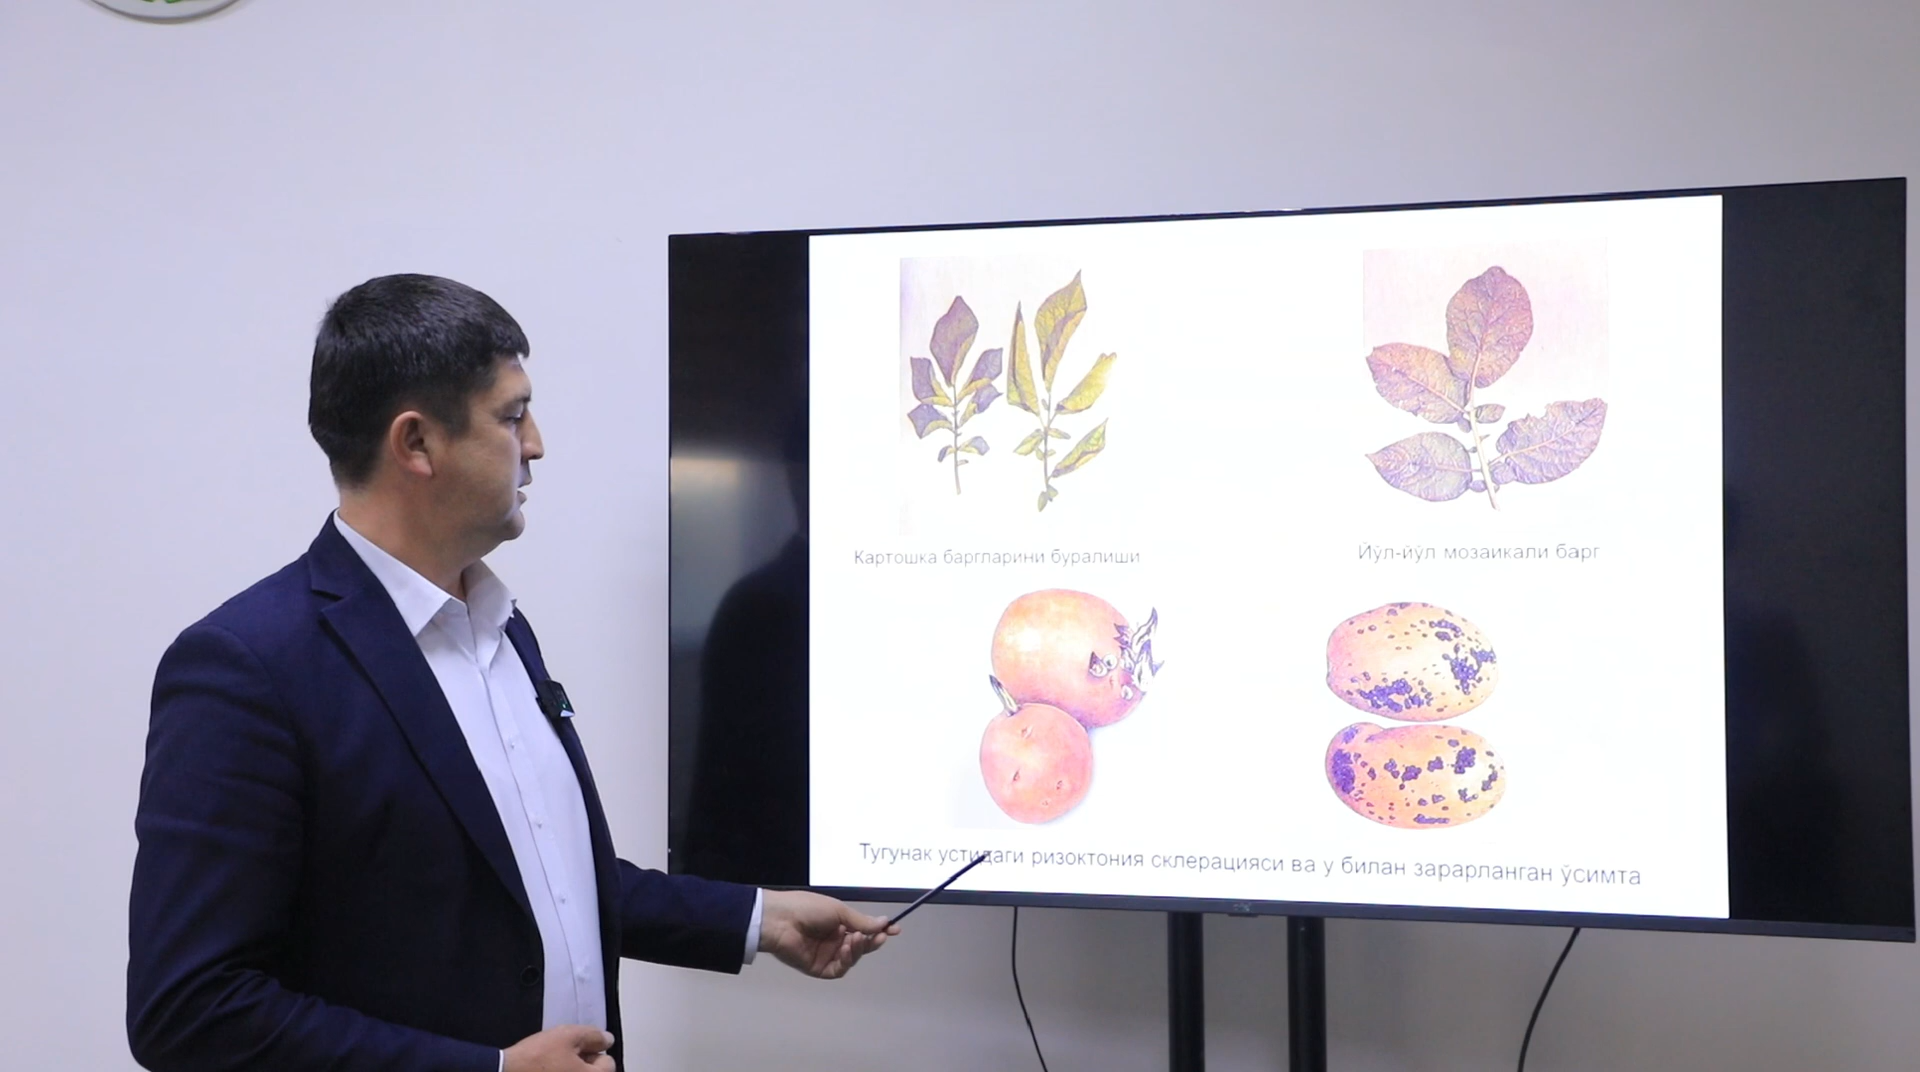 Картошка баргларини буралиши
Йўл-йўл мозаикали барг
Тугунак устидаги ризоктония склерацияси ва у билан зарарланган ўсимта